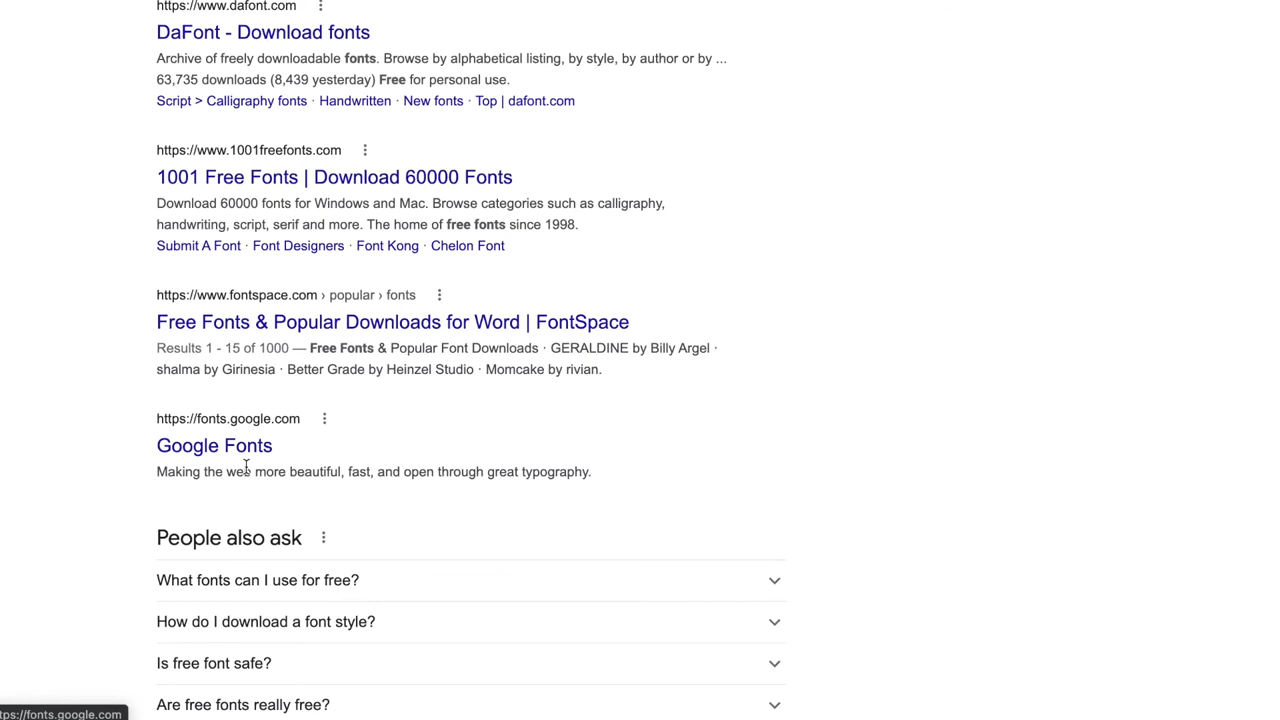 https://www.dafont.com
DaFont - Download fonts
Archive of freely downloadable fonts. Browse by alphabetical listing, by style, by author or by ...
63,735 downloads (8,439 yesterday) Free for personal use.
Script > Calligraphy fonts · Handwritten · New fonts · Top | dafont.com
https://www.1001freefonts.com
1001 Free Fonts | Download 60000 Fonts
Download 60000 fonts for Windows and Mac. Browse categories such as calligraphy,
handwriting, script, serif and more. The home of free fonts since 1998.
Submit A Font · Font Designers · Font Kong · Chelon Font
https://www.fontspace.com › popular › fonts
Free Fonts & Popular Downloads for Word | FontSpace
Results 1 - 15 of 1000 — Free Fonts & Popular Font Downloads · GERALDINE by Billy Argel ·
shalma by Girinesia · Better Grade by Heinzel Studio · Momcake by rivian.
https://fonts.google.com
Google Fonts
Making the web more beautiful, fast, and open through great typography.
People also ask
What fonts can I use for free?
How do I download a font style?
Is free font safe?
Are free fonts really free?
tps://fonts.google.com